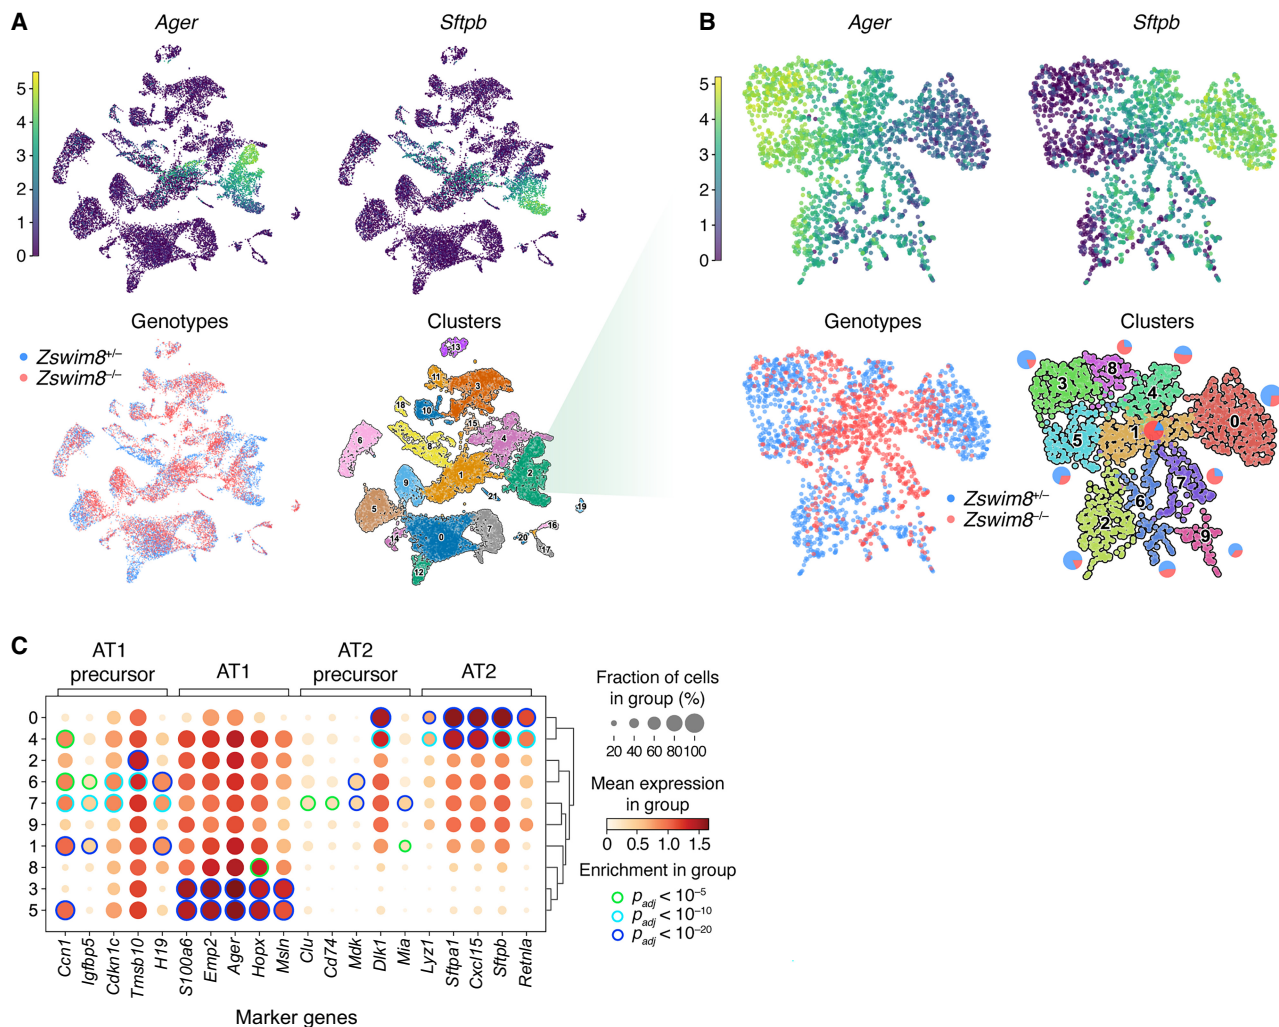 A
Ager
Sftpb
5
4
3
2
1
0
Genotypes
Zswim8+/–
Zswim8–/–
Clusters
13
11
3
18
10
15
6
8
4
1
2
9
21
5
19
14
0
7
16
20
17
12
B
Ager
Sftpb
5
4
3
2
1
0
Genotypes
Clusters
8
3
4
0
5
1
7
6
2
9
Zswim8+/–
Zswim8–/–
C
AT1
precursor
AT1
AT2
precursor
AT2
0
4
2
6
7
9
1
8
3
5
Ccn1
Igfbp5
Cdkn1c
Tmsb10
H19
S100a6
Emp2
Ager
Hopx
Msln
Clu
Cd74
Mdk
Dlk1
Mia
Lyz1
Sftpa1
Cxcl15
Sftpb
Retnla
Marker genes
Fraction of cells
in group (%)
20 40 60 80 100
Mean expression
in group
0 0.5 1.0 1.5
Enrichment in group
padj < 10–5
padj < 10–10
padj < 10–20